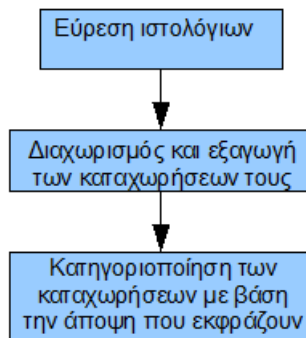 Εύρεση ιστολόγιων
Διαχωρισμός και εξαγωγή
των καταχωρήσεων τους
Κατηγοριοποίηση των
καταχωρήσεων με βάση
την άποψη που εκφράζουν